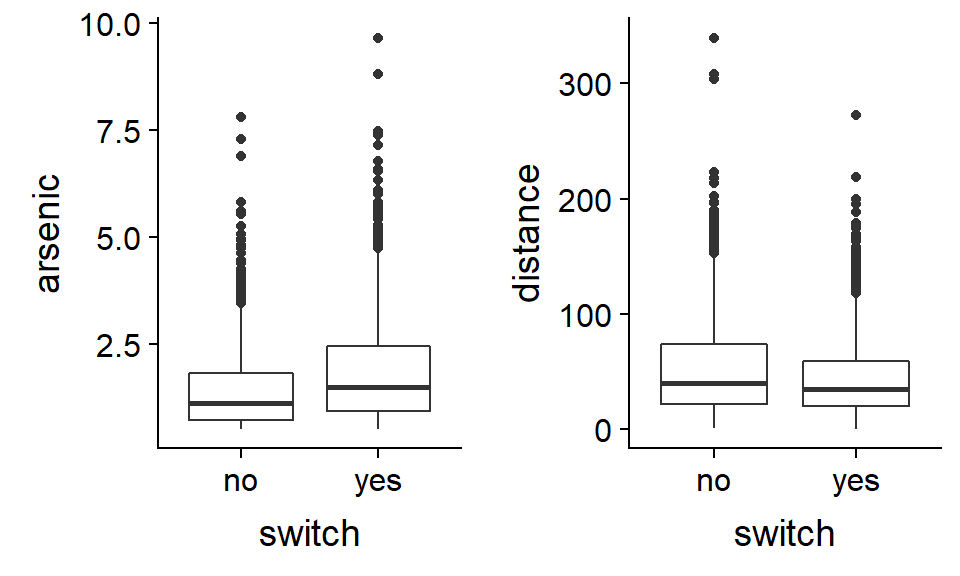 arsenic
10.0
7.5
5.0
2.5
no yes
switch
distance
300
200
100
0
no yes
switch